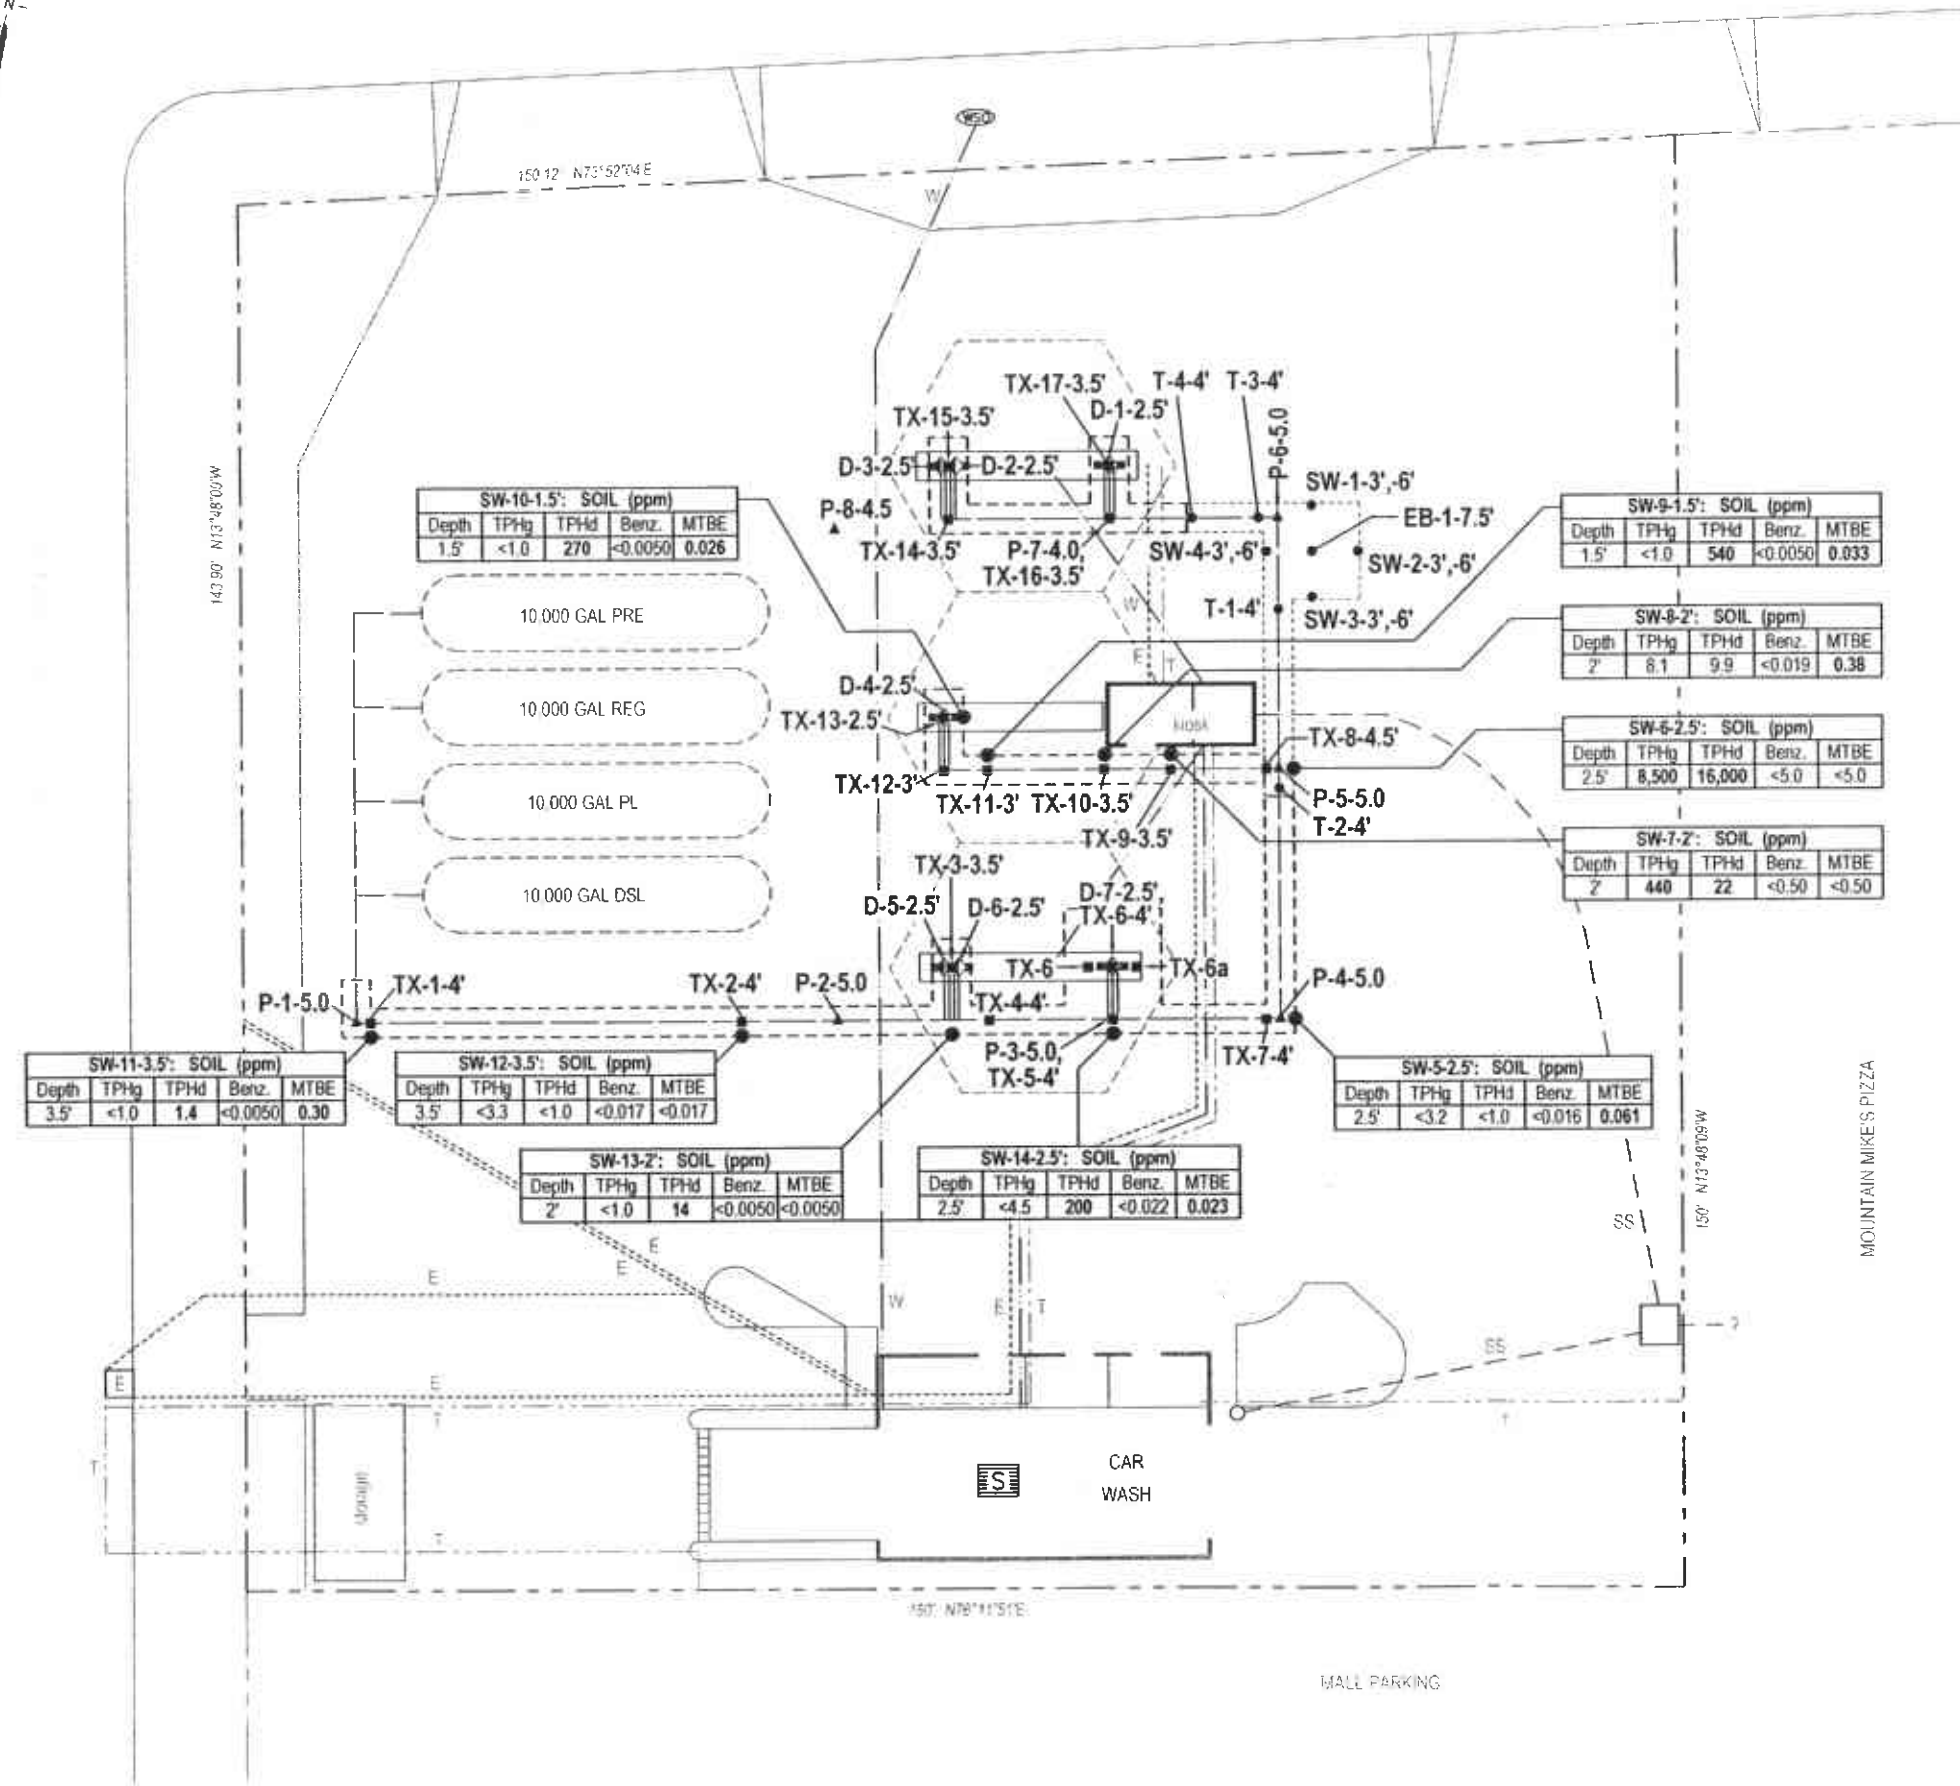 N
WSO
150.12 N73°52'04"E
W
143.90' N13°48'00"W
TX-17-3.5' T-4-4' T-3-4'
D-1-2.5'
TX-15-3.5'
P-6-5.0
D-3-2.5' D-2-2.5'
SW-1-3',-6'
P-8-4.5
EB-1-7.5'
TX-14-3.5' P-7-4.0, SW-4-3',-6'
TX-16-3.5'
SW-2-3',-6'
T-1-4'
SW-3-3',-6'
W
E T
SW-10-1.5': SOIL (ppm)
Depth TPHg TPHd Benz. MTBE
1.5' <1.0 270 <0.0050 0.026
SW-9-1.5': SOIL (ppm)
Depth TPHg TPHd Benz. MTBE
1.5' <1.0 540 <0.0050 0.033
SW-8-2': SOIL (ppm)
Depth TPHg TPHd Benz. MTBE
2' 8.1 9.9 <0.019 0.38
SW-6-2.5': SOIL (ppm)
Depth TPHg TPHd Benz. MTBE
2.5' 8,500 16,000 <5.0 <5.0
SW-7-2': SOIL (ppm)
Depth TPHg TPHd Benz. MTBE
2' 440 22 <0.50 <0.50
10,000 GAL PRE
10,000 GAL REG
10,000 GAL PL
10,000 GAL DSL
D-4-2.5'
TX-13-2.5'
KIOSK
TX-8-4.5'
TX-12-3'
TX-11-3' TX-10-3.5'
P-5-5.0
T-2-4'
TX-9-3.5'
TX-3-3.5'
D-7-2.5'
D-5-2.5' D-6-2.5'
TX-6-4'
TX-6 TX-6a
P-1-5.0 TX-1-4' TX-2-4' P-2-5.0 TX-4-4' P-4-5.0
P-3-5.0, TX-7-4'
TX-5-4'
SW-11-3.5': SOIL (ppm)
Depth TPHg TPHd Benz. MTBE
3.5' <1.0 1.4 <0.0050 0.30
SW-12-3.5': SOIL (ppm)
Depth TPHg TPHd Benz. MTBE
3.5' <3.3 <1.0 <0.017 <0.017
SW-5-2.5': SOIL (ppm)
Depth TPHg TPHd Benz. MTBE
2.5' <3.2 <1.0 <0.016 0.061
SW-13-2': SOIL (ppm)
Depth TPHg TPHd Benz. MTBE
2' <1.0 14 <0.0050 <0.0050
SW-14-2.5': SOIL (ppm)
Depth TPHg TPHd Benz. MTBE
2.5' <4.5 200 <0.022 0.023
150' N13°48'09"W
MOUNTAIN MIKE'S PIZZA
SS
E
E
E
W
E T
SS
?
E
E
T
T
T
T
Storage
S
CAR
WASH
150' N76°11'51"E
MALL PARKING